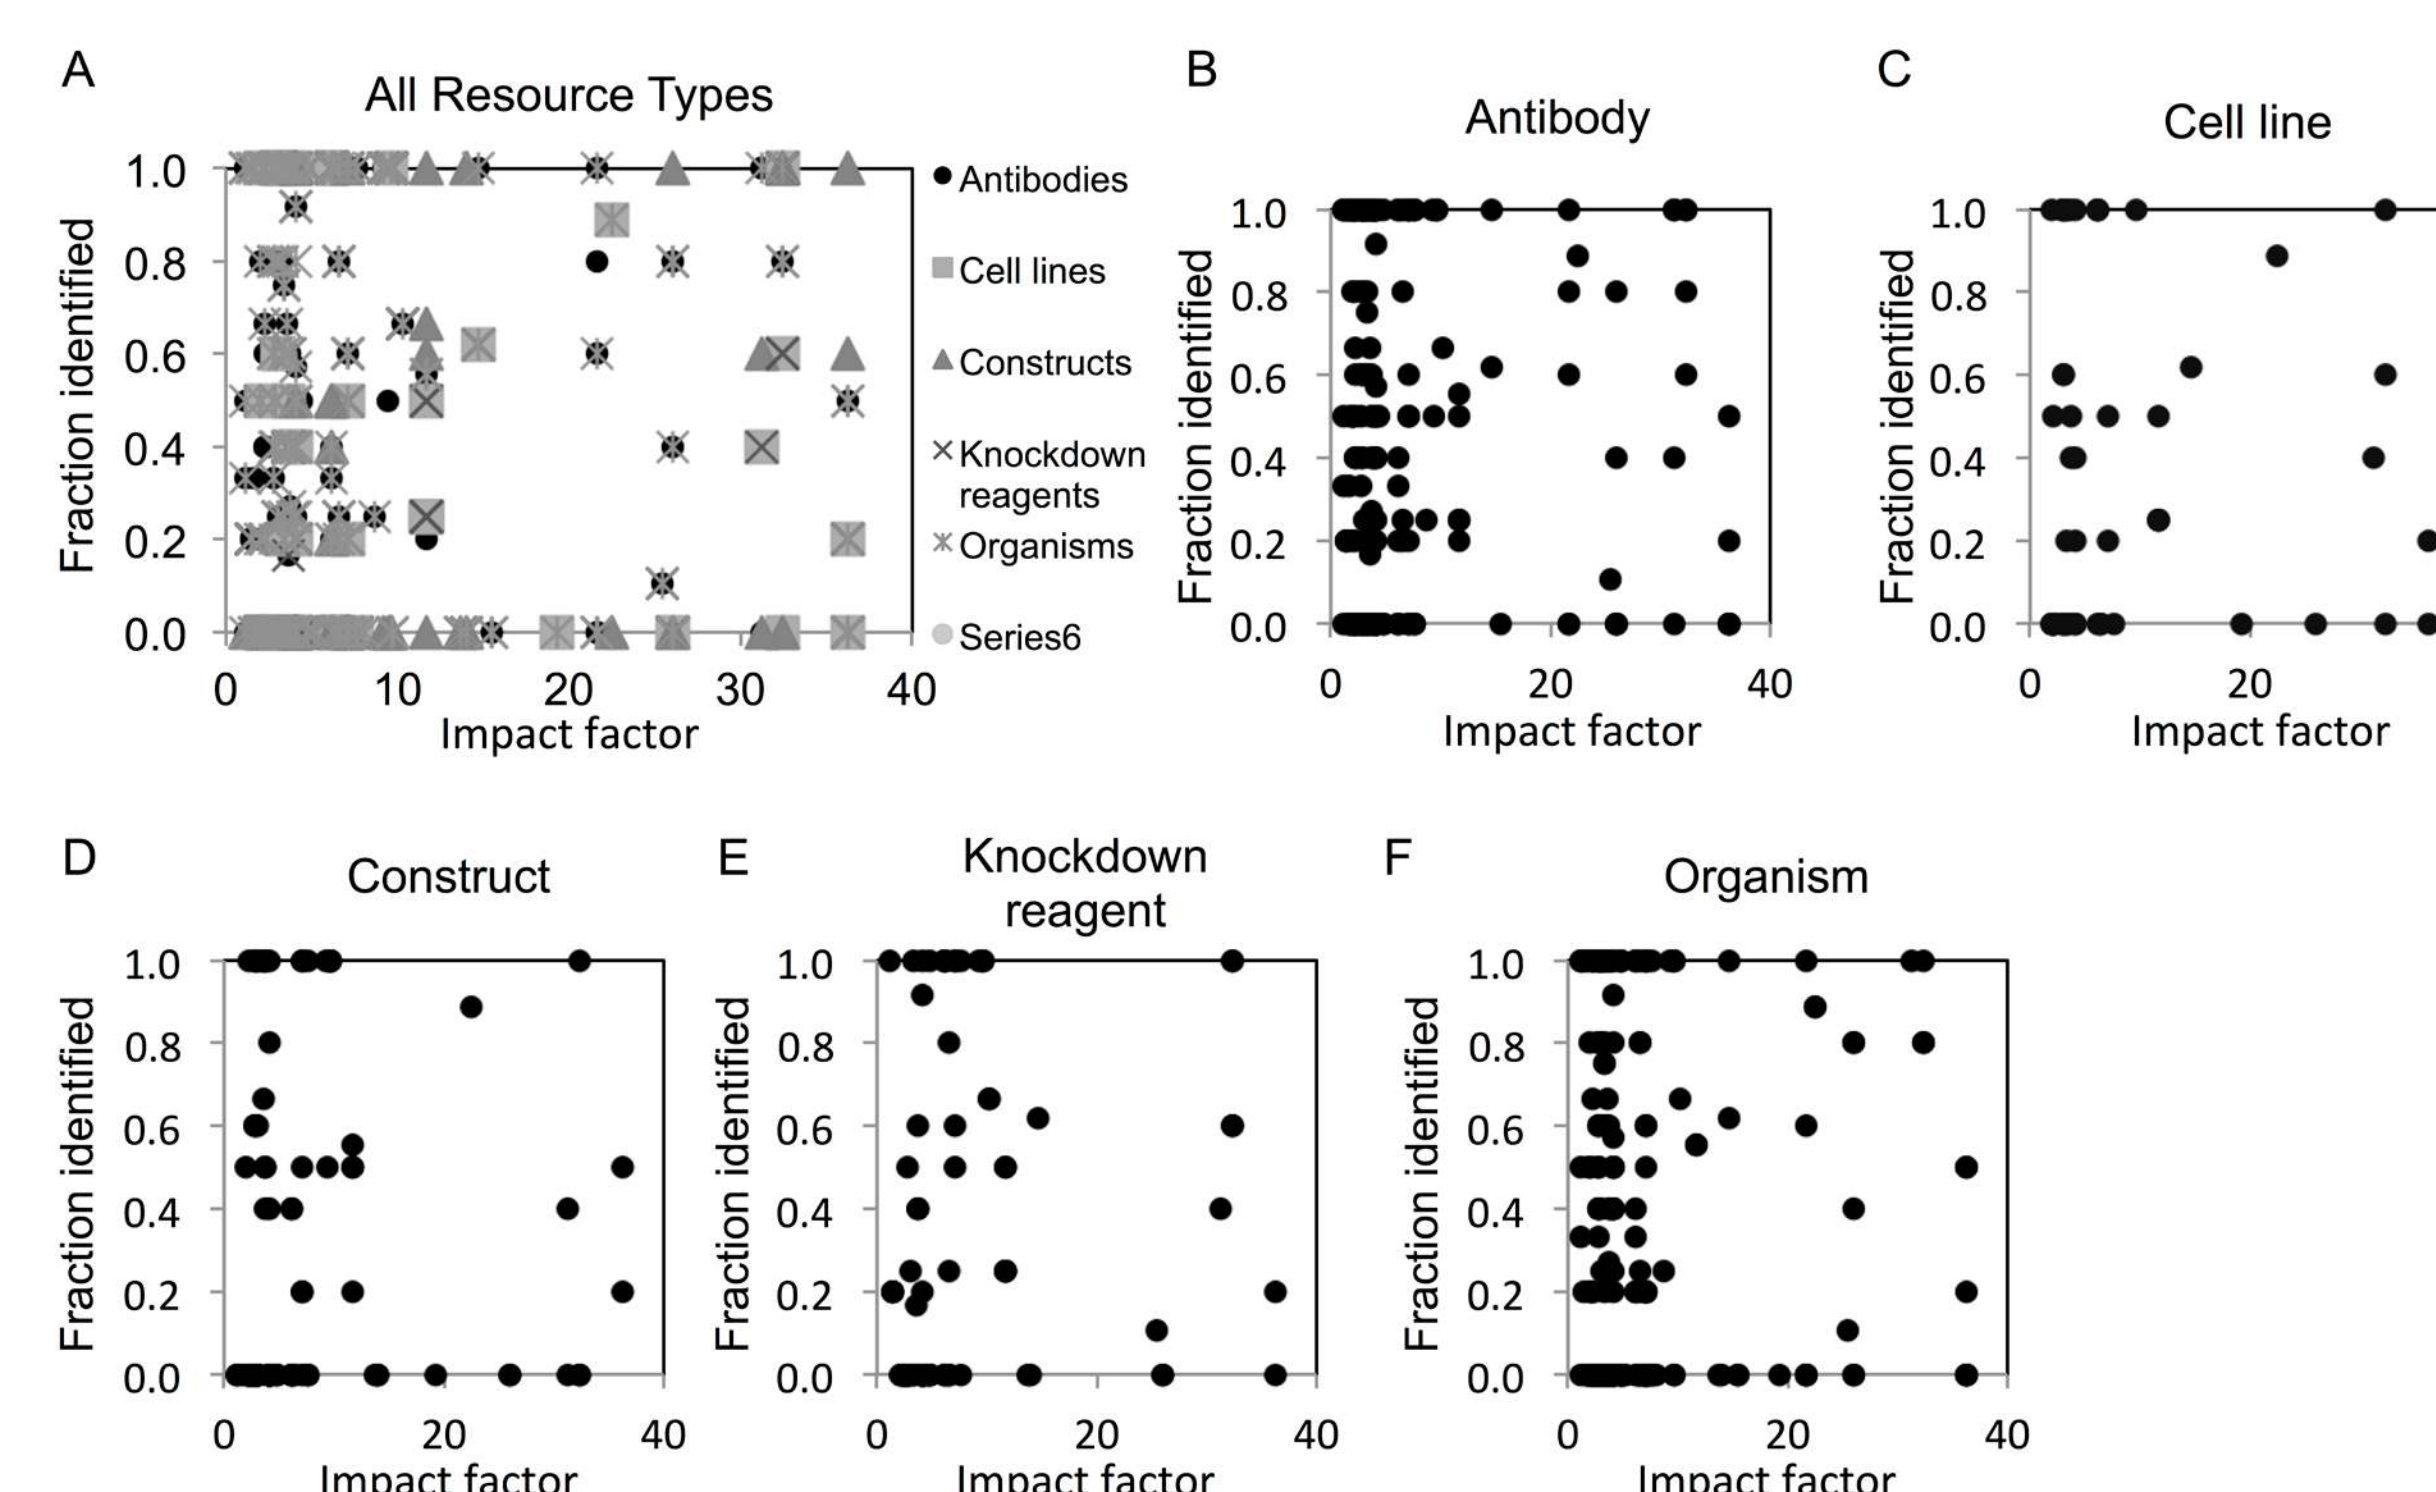 A
All Resource Types
1.0
0.8
0.6
0.4
0.2
0.0
Fraction identified
0 10 20 30 40
Impact factor
Antibodies
Cell lines
Constructs
Knockdown
reagents
Organisms
Series6
B
Antibody
1.0
0.8
0.6
0.4
0.2
0.0
Fraction identified
0 20 40
Impact factor
C
Cell line
1.0
0.8
0.6
0.4
0.2
0.0
Fraction identified
0 20
Impact factor
D
Construct
1.0
0.8
0.6
0.4
0.2
0.0
Fraction identified
0 20 40
Impact factor
E
Knockdown
reagent
1.0
0.8
0.6
0.4
0.2
0.0
Fraction identified
0 20 40
Impact factor
F
Organism
1.0
0.8
0.6
0.4
0.2
0.0
Fraction identified
0 20 40
Impact factor